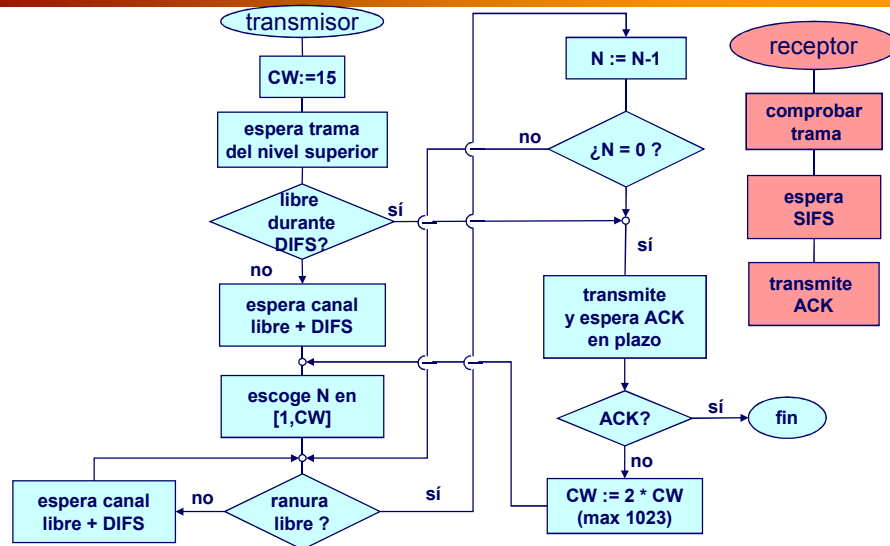 transmisor
CW:=15
espera trama
del nivel superior
libre
durante
DIFS?
sí
no
espera canal
libre + DIFS
escoge N en
[1,CW]
ranura
libre ?
no
sí
espera canal
libre + DIFS
N := N-1
¿N = 0 ?
no
sí
transmite
y espera ACK
en plazo
ACK?
sí
fin
no
CW := 2 * CW
(max 1023)
receptor
comprobar
trama
espera
SIFS
transmite
ACK